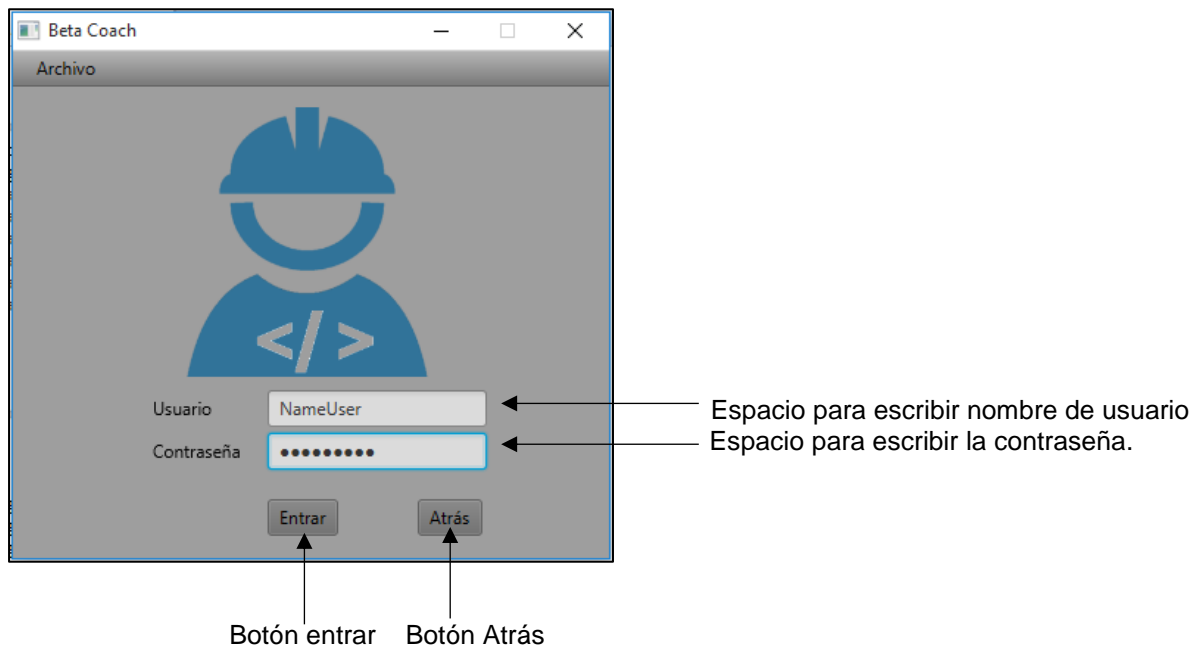 Beta Coach
Archivo
</>
Usuario NameUser
Espacio para escribir nombre de usuario
Contraseña •••••••••
Espacio para escribir la contraseña.
Entrar Atrás
Botón entrar Botón Atrás